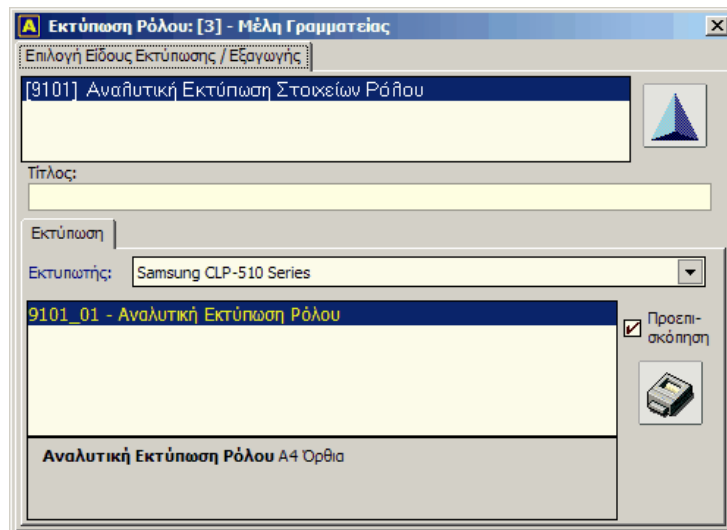 Εκτύπωση Ρόλου: [3] - Μέλη Γραμματείας
Επιλογή Είδους Εκτύπωσης / Εξαγωγής
[9101] Αναλυτική Εκτύπωση Στοιχείων Ρόλου
Τίτλος:
Εκτύπωση
Εκτυπωτής: Samsung CLP-510 Series
9101_01 - Αναλυτική Εκτύπωση Ρόλου
Προεπι-
σκόπηση
Αναλυτική Εκτύπωση Ρόλου A4 Όρθια